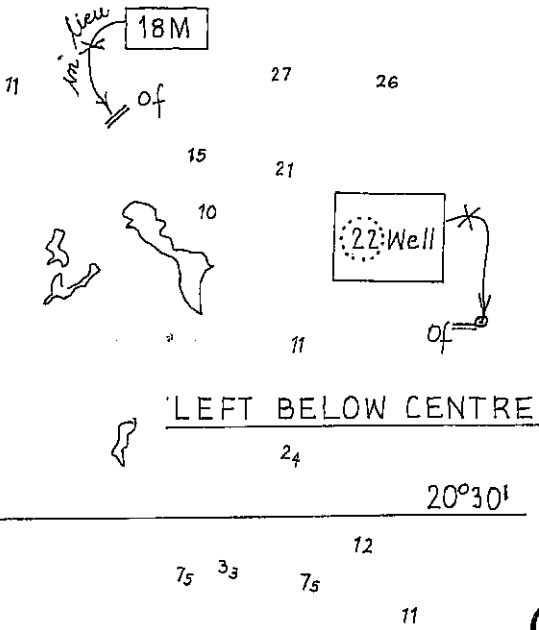 in lieu
18M
Of
11
27
26
15
21
10
22 Well
Of
11
LEFT BELOW CENTRE
2₄
20°30'
12
7₅ 3₃ 7₅
11